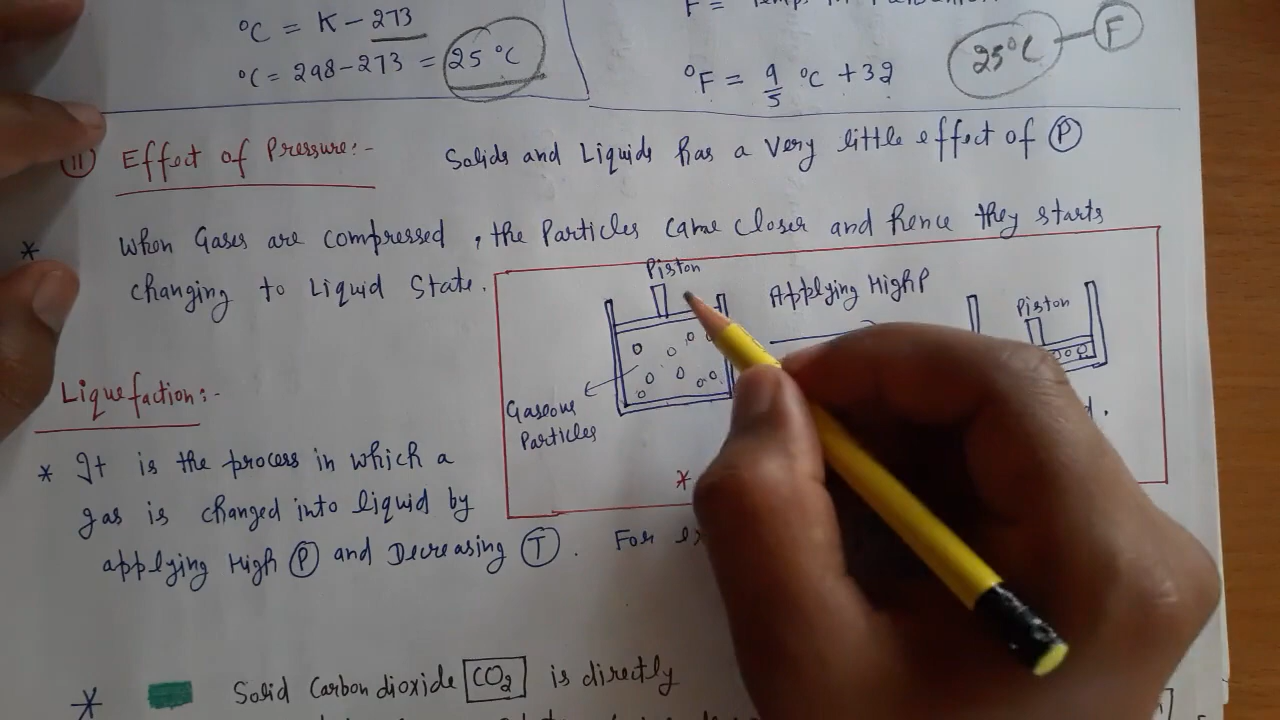 °C = K - 273
°C = 298-273 = 25°C
F =
°F = 9/5 °C + 32
25°C - F
(II) Effect of Pressure:- Solids and Liquids has a very little effect of (P)
* When Gases are compressed, the Particles came closer and hence they starts
changing to Liquid State.
Piston
Applying High P
Piston
Gaseous
Particles
*
Liquefaction:-
* It is the process in which a
gas is changed into liquid by
applying High (P) and Decreasing (T). For
* Solid Carbon dioxide CO2 is directly